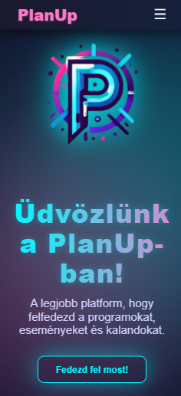 PlanUp
P
Üdvözlünk
a PlanUp-
ban!
A legjobb platform, hogy
felfedezd a programokat,
eseményeket és kalandokat.
Fedezd fel most!